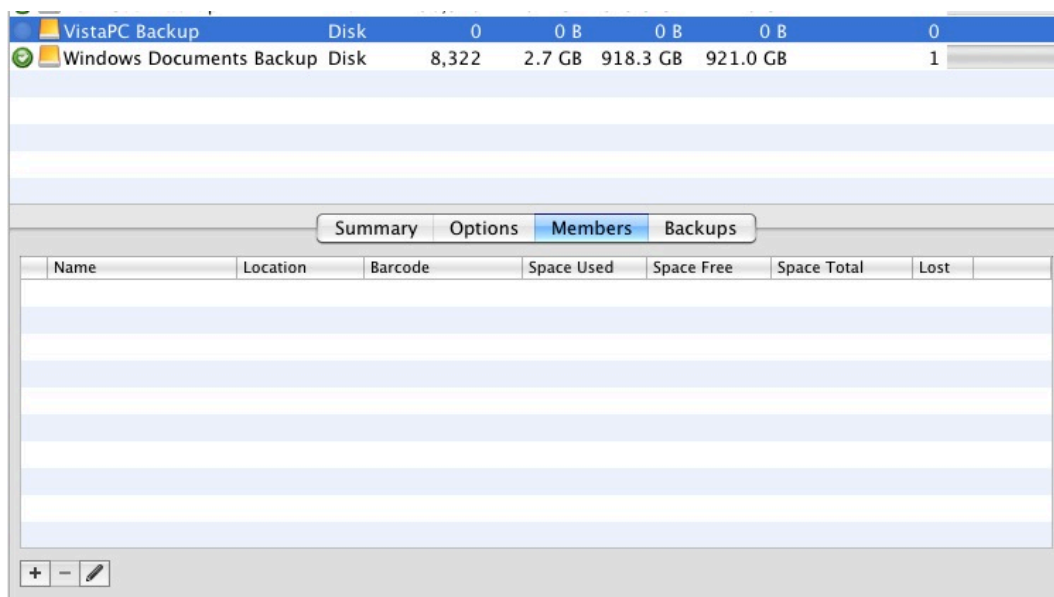 VistaPC Backup Disk 0 0 B 0 B 0 B 0
Windows Documents Backup Disk 8,322 2.7 GB 918.3 GB 921.0 GB 1
Summary Options Members Backups
Name Location Barcode Space Used Space Free Space Total Lost